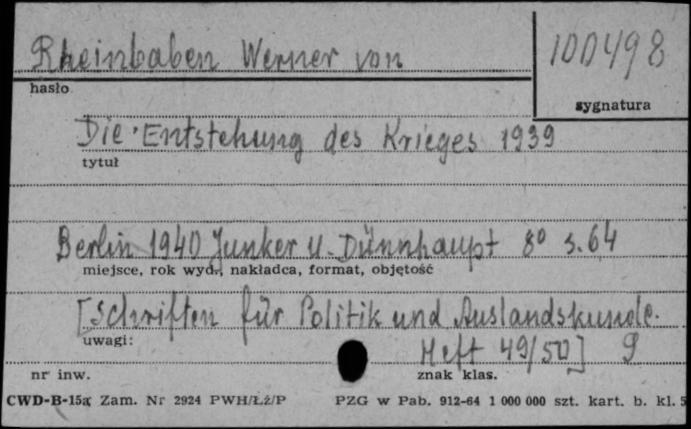 Rheinbaben Werner von
100498
hasło
sygnatura
Die Entstehung des Krieges 1939
tytuł
Berlin 1940 Junker u. Dünnhaupt 8° s. 64
miejsce, rok wyd., nakładca, format, objętość
[Schriften für Politik und Auslandskunde.
uwagi:
Heft 49/50] 9
nr inw.
znak klas.
CWD-B-15a Zam. Nr 2924 PWH/Łż/P PZG w Pab. 912-64 1 000 000 szt. kart. b. kl. 5